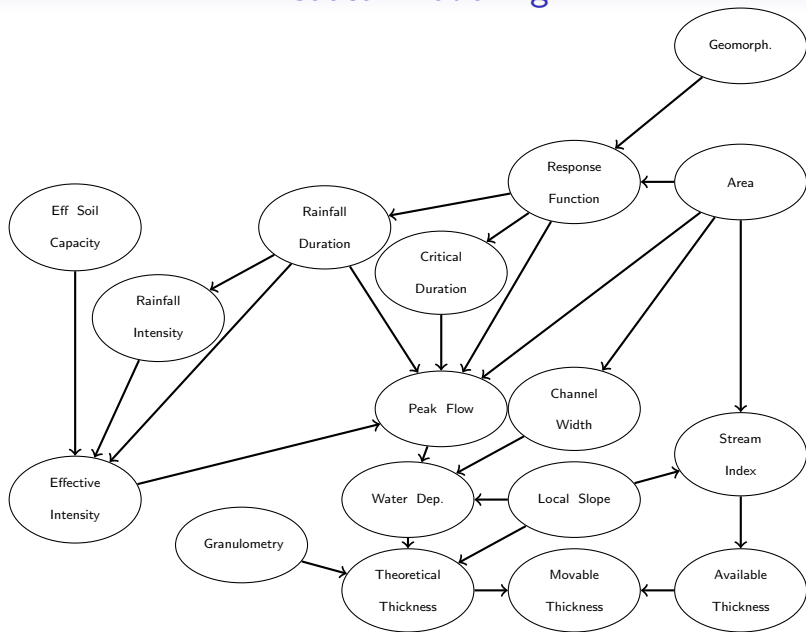 Geomorph.
Response
Function
Area
Eff Soil
Capacity
Rainfall
Duration
Critical
Duration
Rainfall
Intensity
Peak Flow
Channel
Width
Stream
Index
Effective
Intensity
Water Dep.
Local Slope
Granulometry
Theoretical
Thickness
Movable
Thickness
Available
Thickness